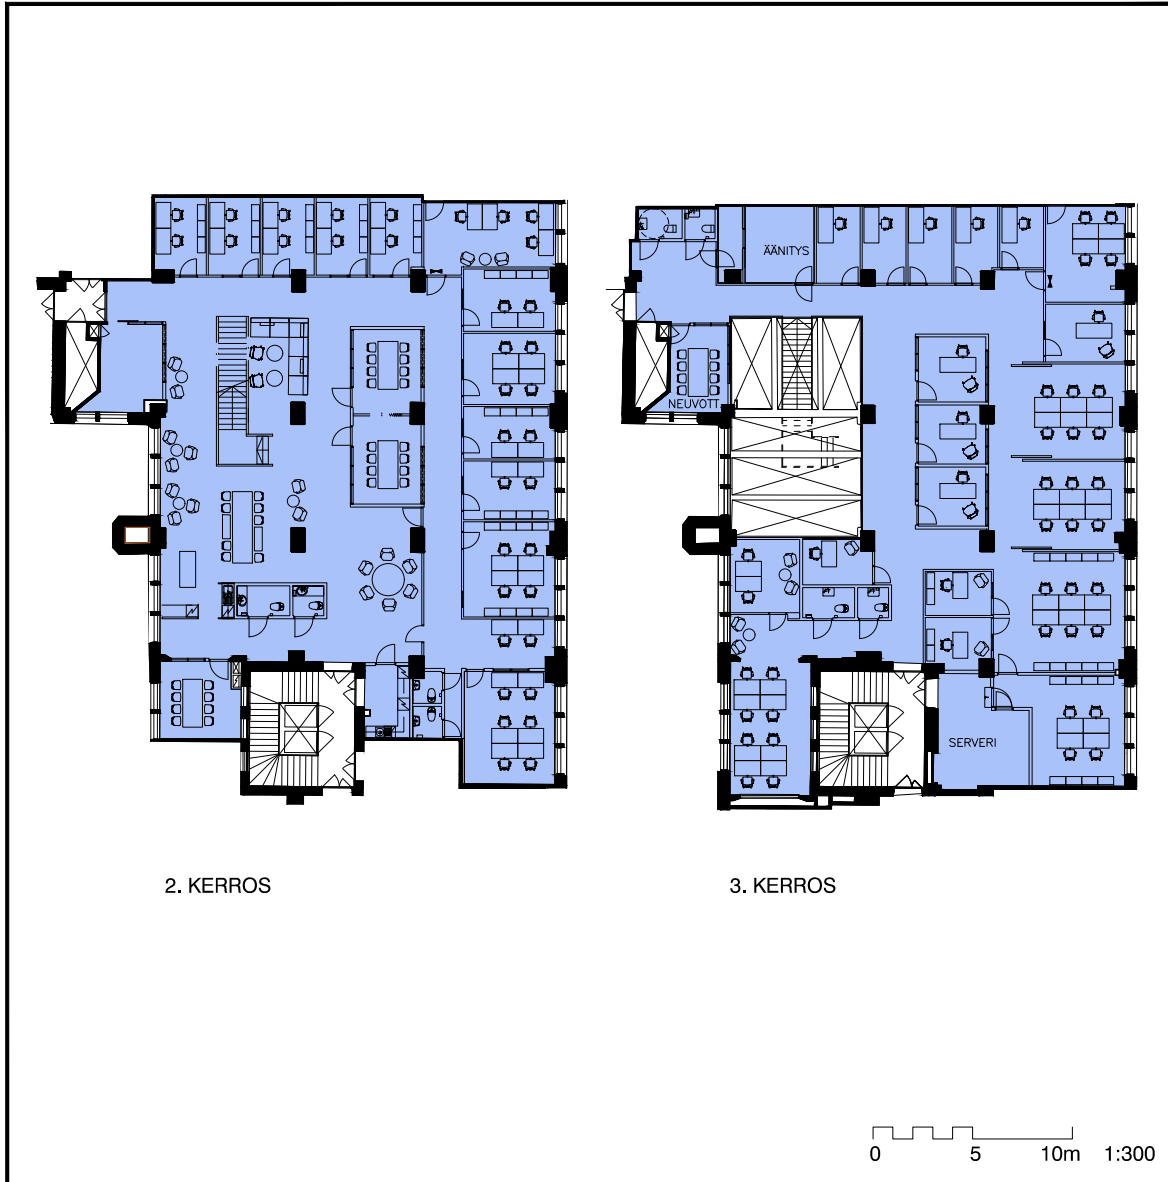 ÄÄNITYS
NEUVOTT
SERVERI
2. KERROS
3. KERROS
0 5 10m 1:300